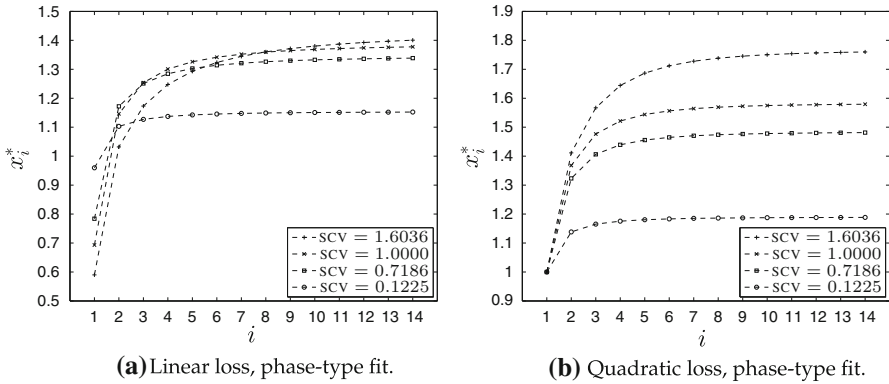 1.5
1.4
1.3
1.2
1.1
1
0.9
0.8
0.7
0.6
0.5
x_i^*
1 2 3 4 5 6 7 8 9 10 11 12 13 14
i
SCV = 1.6036
SCV = 1.0000
SCV = 0.7186
SCV = 0.1225
(a) Linear loss, phase-type fit.
1.9
1.8
1.7
1.6
1.5
1.4
1.3
1.2
1.1
1
0.9
x_i^*
1 2 3 4 5 6 7 8 9 10 11 12 13 14
i
SCV = 1.6036
SCV = 1.0000
SCV = 0.7186
SCV = 0.1225
(b) Quadratic loss, phase-type fit.